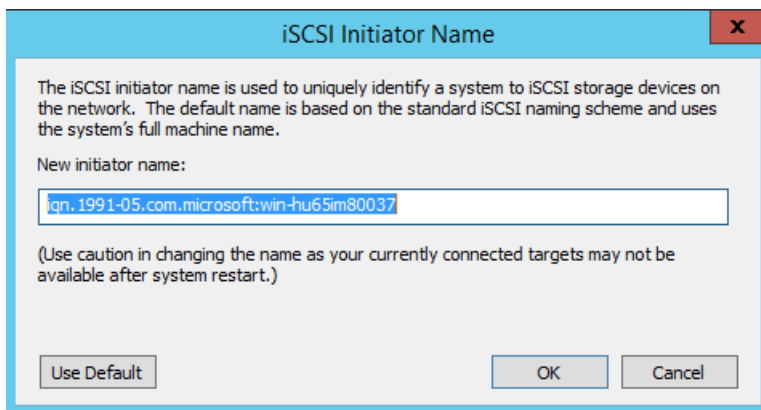 iSCSI Initiator Name
x
The iSCSI initiator name is used to uniquely identify a system to iSCSI storage devices on
the network. The default name is based on the standard iSCSI naming scheme and uses
the system's full machine name.
New initiator name:
iqn.1991-05.com.microsoft:win-hu65im80037
(Use caution in changing the name as your currently connected targets may not be
available after system restart.)
Use Default
OK
Cancel